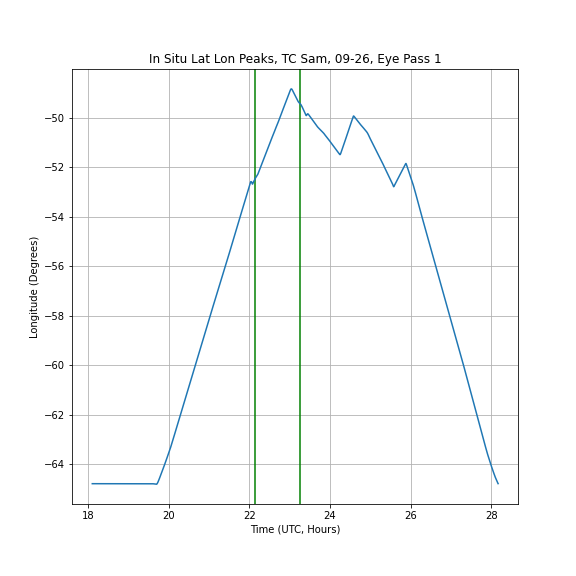 In Situ Lat Lon Peaks, TC Sam, 09-26, Eye Pass 1
Longitude (Degrees)
−50
−52
−54
−56
−58
−60
−62
−64
18 20 22 24 26 28
Time (UTC, Hours)